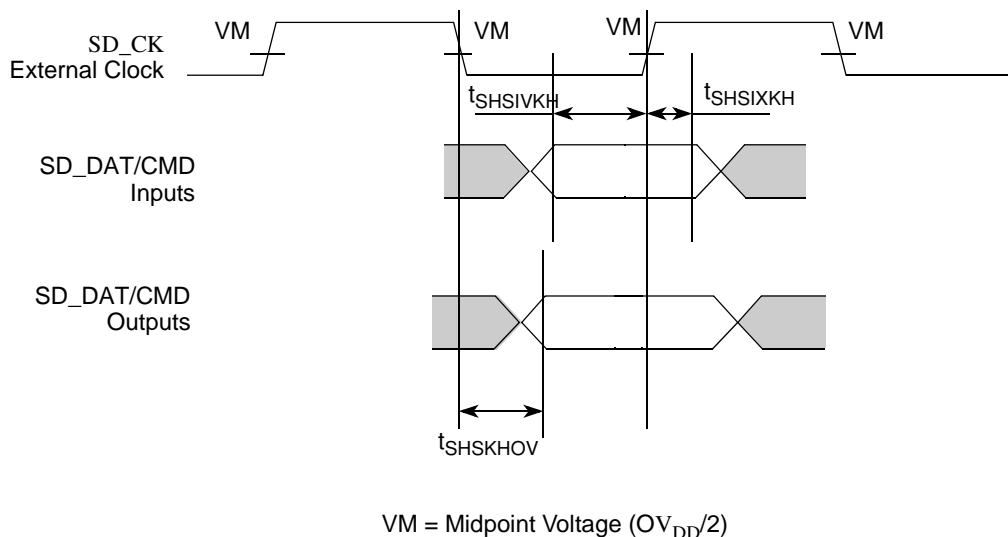 VM VM VM VM
SD_CK
External Clock
tSHSIVKH tSHSIXKH
SD_DAT/CMD
Inputs
SD_DAT/CMD
Outputs
tSHSKHOV
VM = Midpoint Voltage (OVDD/2)